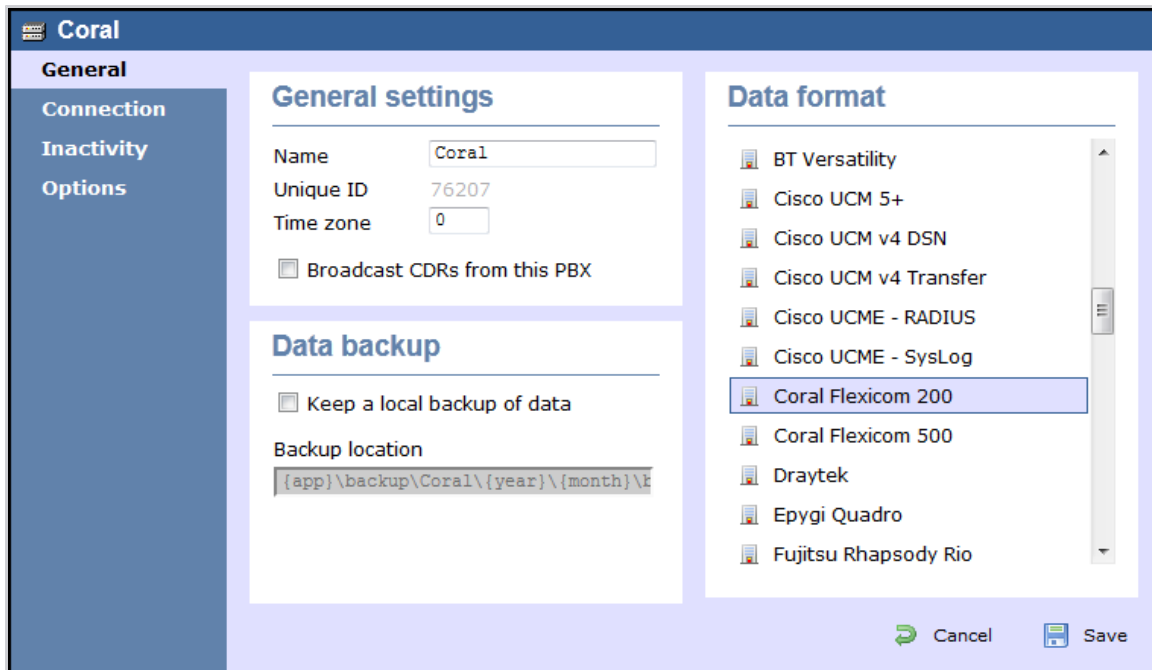 Coral
General
Connection
Inactivity
Options
General settings
Name
Coral
Unique ID
76207
Time zone
0
Broadcast CDRs from this PBX
Data backup
Keep a local backup of data
Backup location
{app}\backup\Coral\{year}\{month}\b
Data format
BT Versatility
Cisco UCM 5+
Cisco UCM v4 DSN
Cisco UCM v4 Transfer
Cisco UCME - RADIUS
Cisco UCME - SysLog
Coral Flexicom 200
Coral Flexicom 500
Draytek
Epygi Quadro
Fujitsu Rhapsody Rio
Cancel
Save